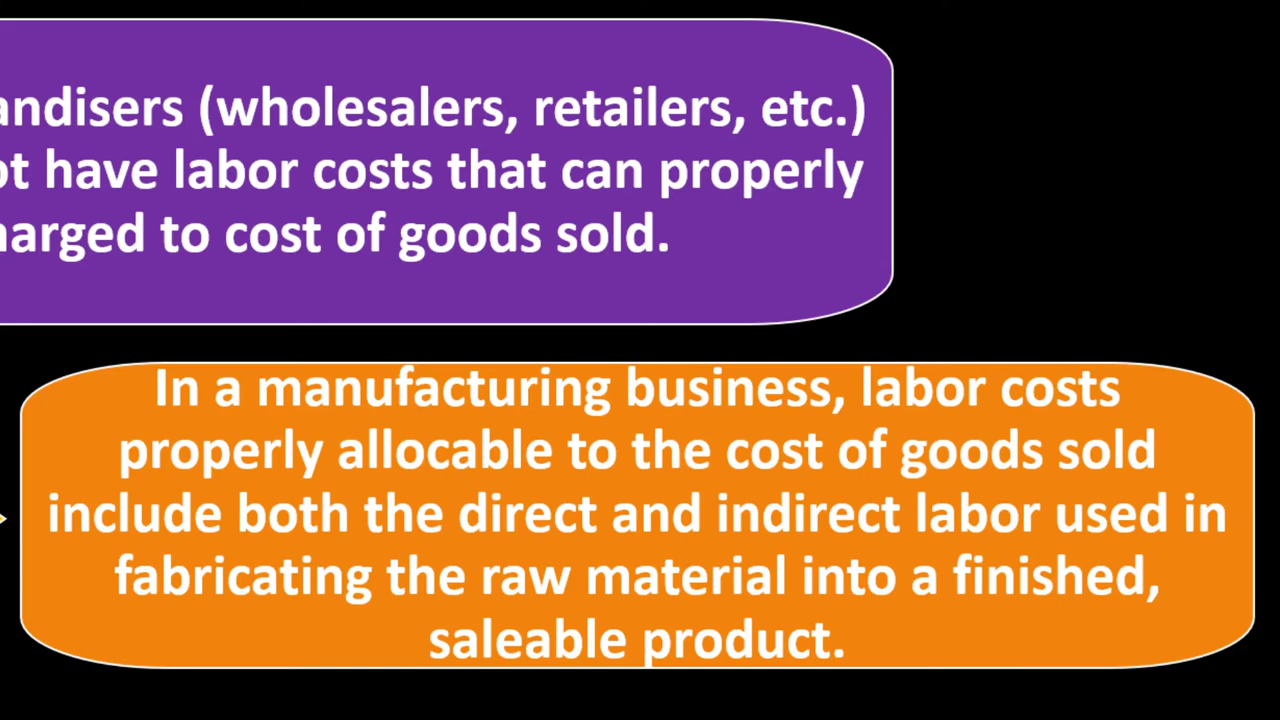 andisers (wholesalers, retailers, etc.)
ot have labor costs that can properly
harged to cost of goods sold.
In a manufacturing business, labor costs
properly allocable to the cost of goods sold
include both the direct and indirect labor used in
fabricating the raw material into a finished,
saleable product.